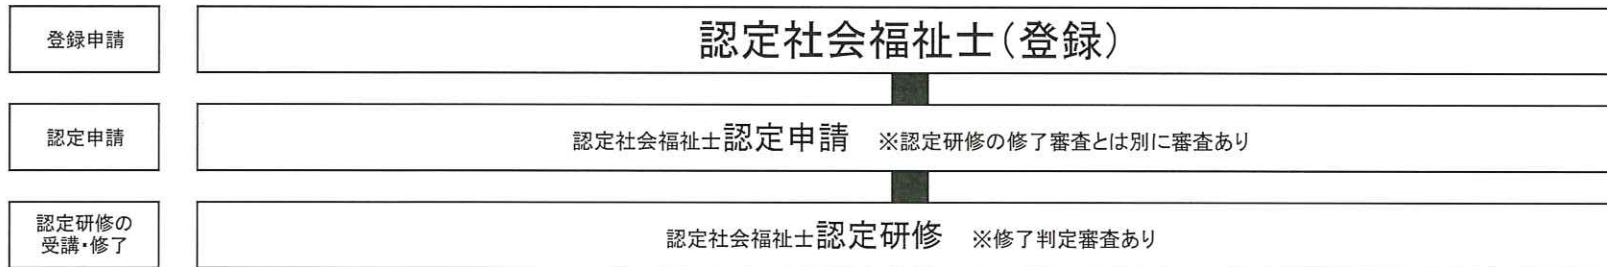 登録申請
認定社会福祉士(登録)
認定申請
認定社会福祉士認定申請 ※認定研修の修了審査とは別に審査あり
認定研修の
受講・修了
認定社会福祉士認定研修 ※修了判定審査あり